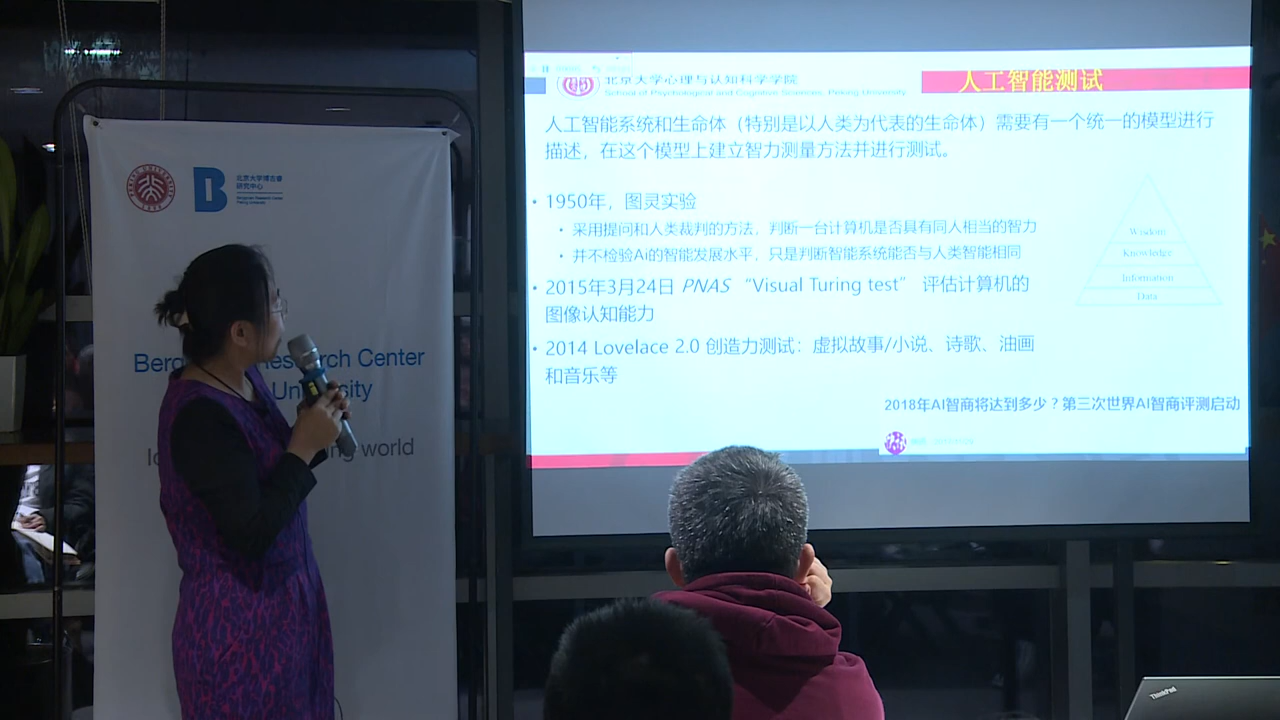 北京大学博古睿
研究中心
Berggruen Research Center
Peking University
Research Center
world
北京大学心理与认知科学学院
School of Psychological and Cognitive Sciences, Peking University
人工智能测试
人工智能系统和生命体（特别是以人类为代表的生命体）需要有一个统一的模型进行
描述，在这个模型上建立智力测量方法并进行测试。
• 1950年，图灵实验
• 采用提问和人类裁判的方法，判断一台计算机是否具有同人相当的智力
• 并不检验Ai的智能发展水平，只是判断智能系统能否与人类智能相同
• 2015年3月24日 PNAS “Visual Turing test” 评估计算机的
图像认知能力
• 2014 Lovelace 2.0 创造力测试：虚拟故事/小说、诗歌、油画
和音乐等
Wisdom
Knowledge
Information
Data
2018年AI智商将达到多少？第三次世界AI智商评测启动
ThinkPad